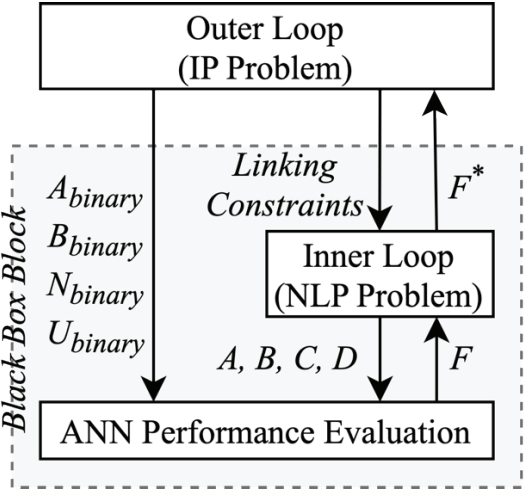 Outer Loop
(IP Problem)
A_binary
B_binary
N_binary
U_binary
Linking
Constraints
F*
Black Box Block
Inner Loop
(NLP Problem)
A, B, C, D
F
ANN Performance Evaluation